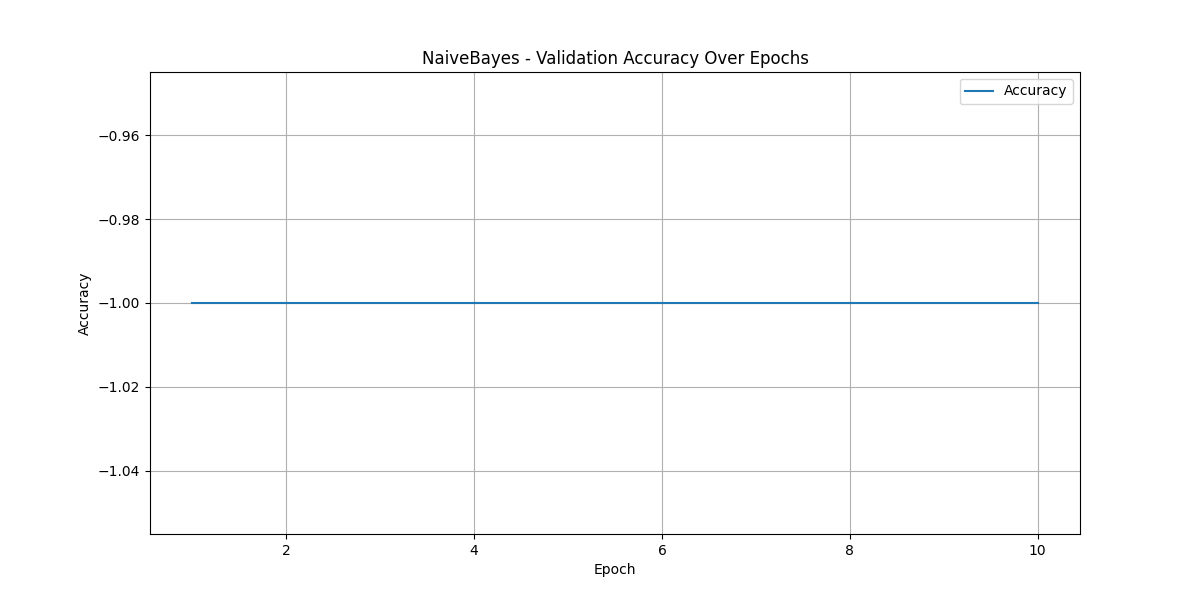 NaiveBayes - Validation Accuracy Over Epochs
Accuracy
−0.96
−0.98
−1.00
−1.02
−1.04
Accuracy
2 4 6 8 10
Epoch